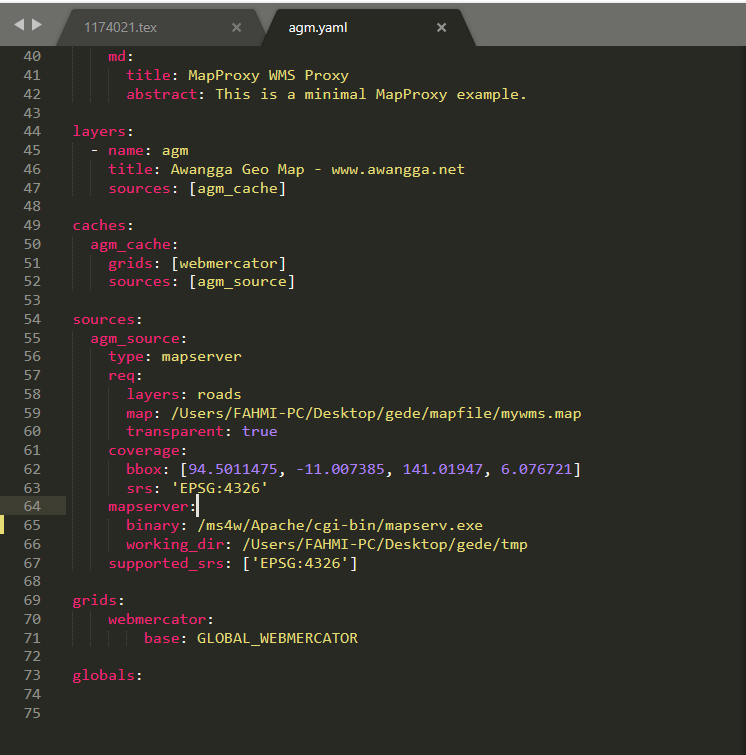 1174021.tex × agm.yaml ×
40 md:
41 title: MapProxy WMS Proxy
42 abstract: This is a minimal MapProxy example.
43
44 layers:
45 - name: agm
46 title: Awangga Geo Map - www.awangga.net
47 sources: [agm_cache]
48
49 caches:
50 agm_cache:
51 grids: [webmercator]
52 sources: [agm_source]
53
54 sources:
55 agm_source:
56 type: mapserver
57 req:
58 layers: roads
59 map: /Users/FAHMI-PC/Desktop/gede/mapfile/mywms.map
60 transparent: true
61 coverage:
62 bbox: [94.5011475, -11.007385, 141.01947, 6.076721]
63 srs: 'EPSG:4326'
64 mapserver:
65 binary: /ms4w/Apache/cgi-bin/mapserv.exe
66 working_dir: /Users/FAHMI-PC/Desktop/gede/tmp
67 supported_srs: ['EPSG:4326']
68
69 grids:
70 webmercator:
71 base: GLOBAL_WEBMERCATOR
72
73 globals:
74
75